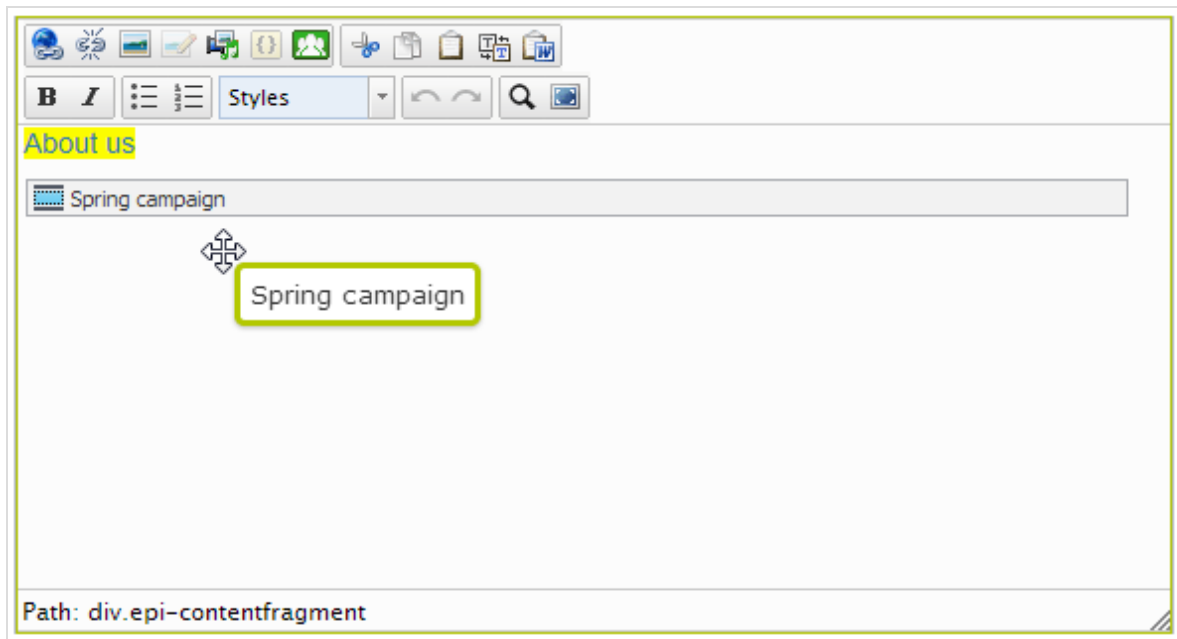 B I Styles
About us
Spring campaign
Spring campaign
Path: div.epi-contentfragment